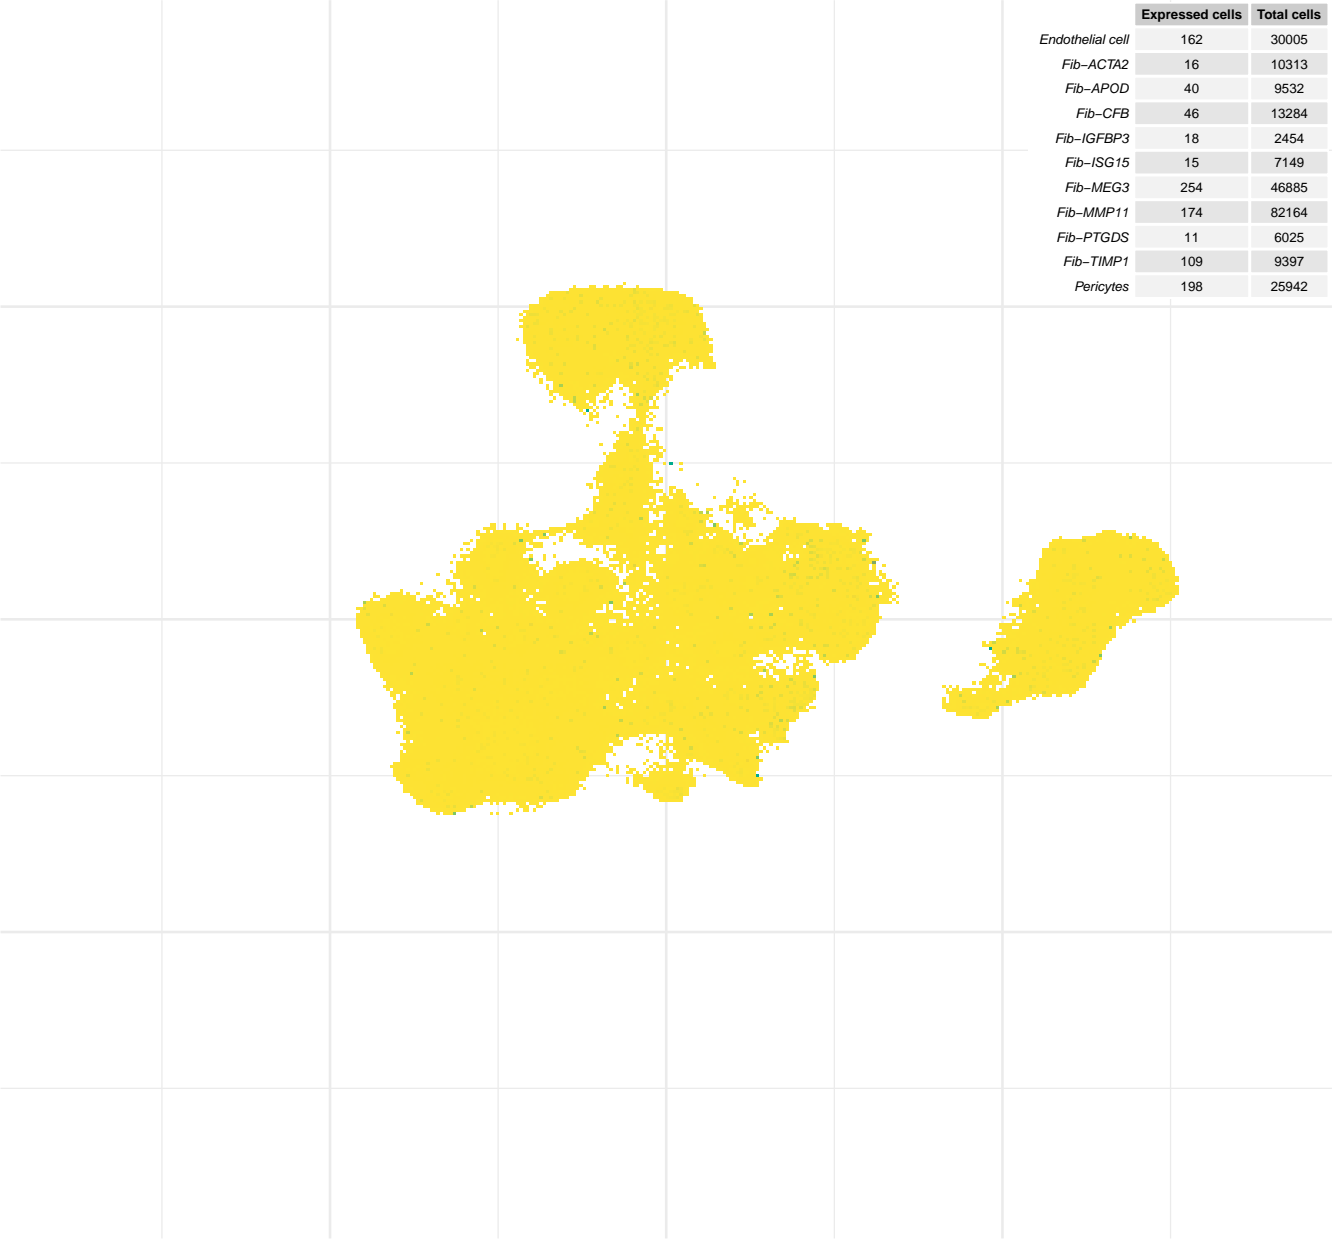 Expressed cells Total cells
Endothelial cell 162 30005
Fib−ACTA2 16 10313
Fib−APOD 40 9532
Fib−CFB 46 13284
Fib−IGFBP3 18 2454
Fib−ISG15 15 7149
Fib−MEG3 254 46885
Fib−MMP11 174 82164
Fib−PTGDS 11 6025
Fib−TIMP1 109 9397
Pericytes 198 25942